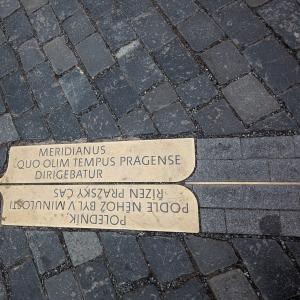 MERIDIANUS
QUO OLIM TEMPUS PRAGENSE
DIRIGEBATUR
POLEDNÍK,
PODLE NĚHOŽ BYL V MINULOSTI
ŘÍZEN PRAŽSKÝ ČAS